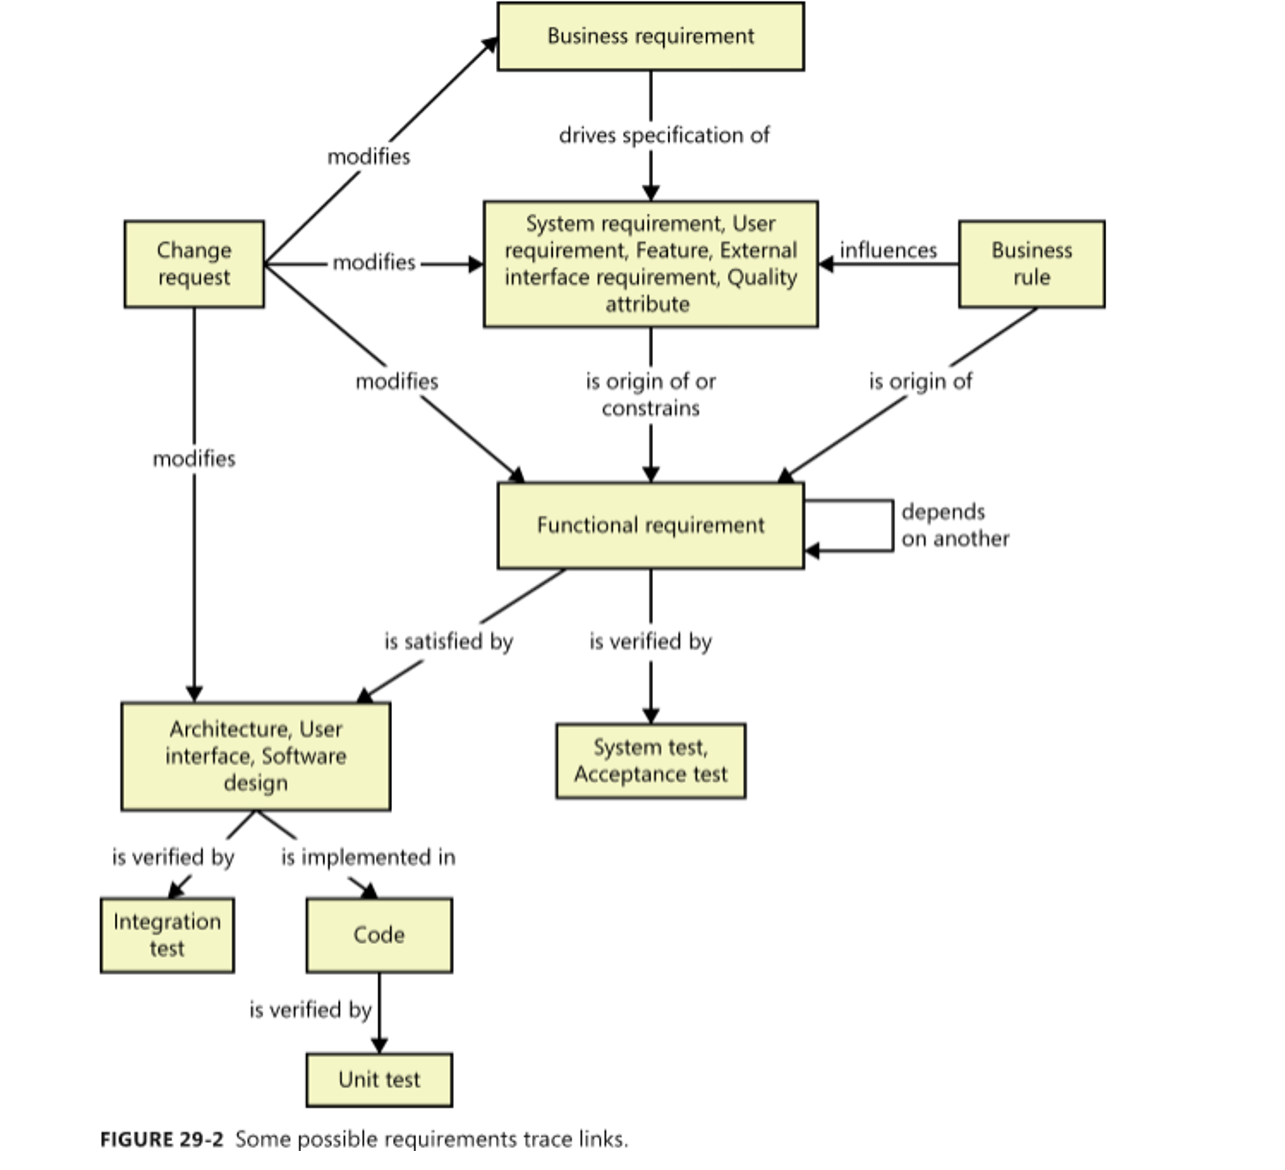 Business requirement
drives specification of
modifies
System requirement, User
requirement, Feature, External
interface requirement, Quality
attribute
Change
request
modifies
influences
Business
rule
modifies
is origin of or
constrains
is origin of
modifies
Functional requirement
depends
on another
is satisfied by
is verified by
Architecture, User
interface, Software
design
System test,
Acceptance test
is verified by
is implemented in
Integration
test
Code
is verified by
Unit test
FIGURE 29-2 Some possible requirements trace links.